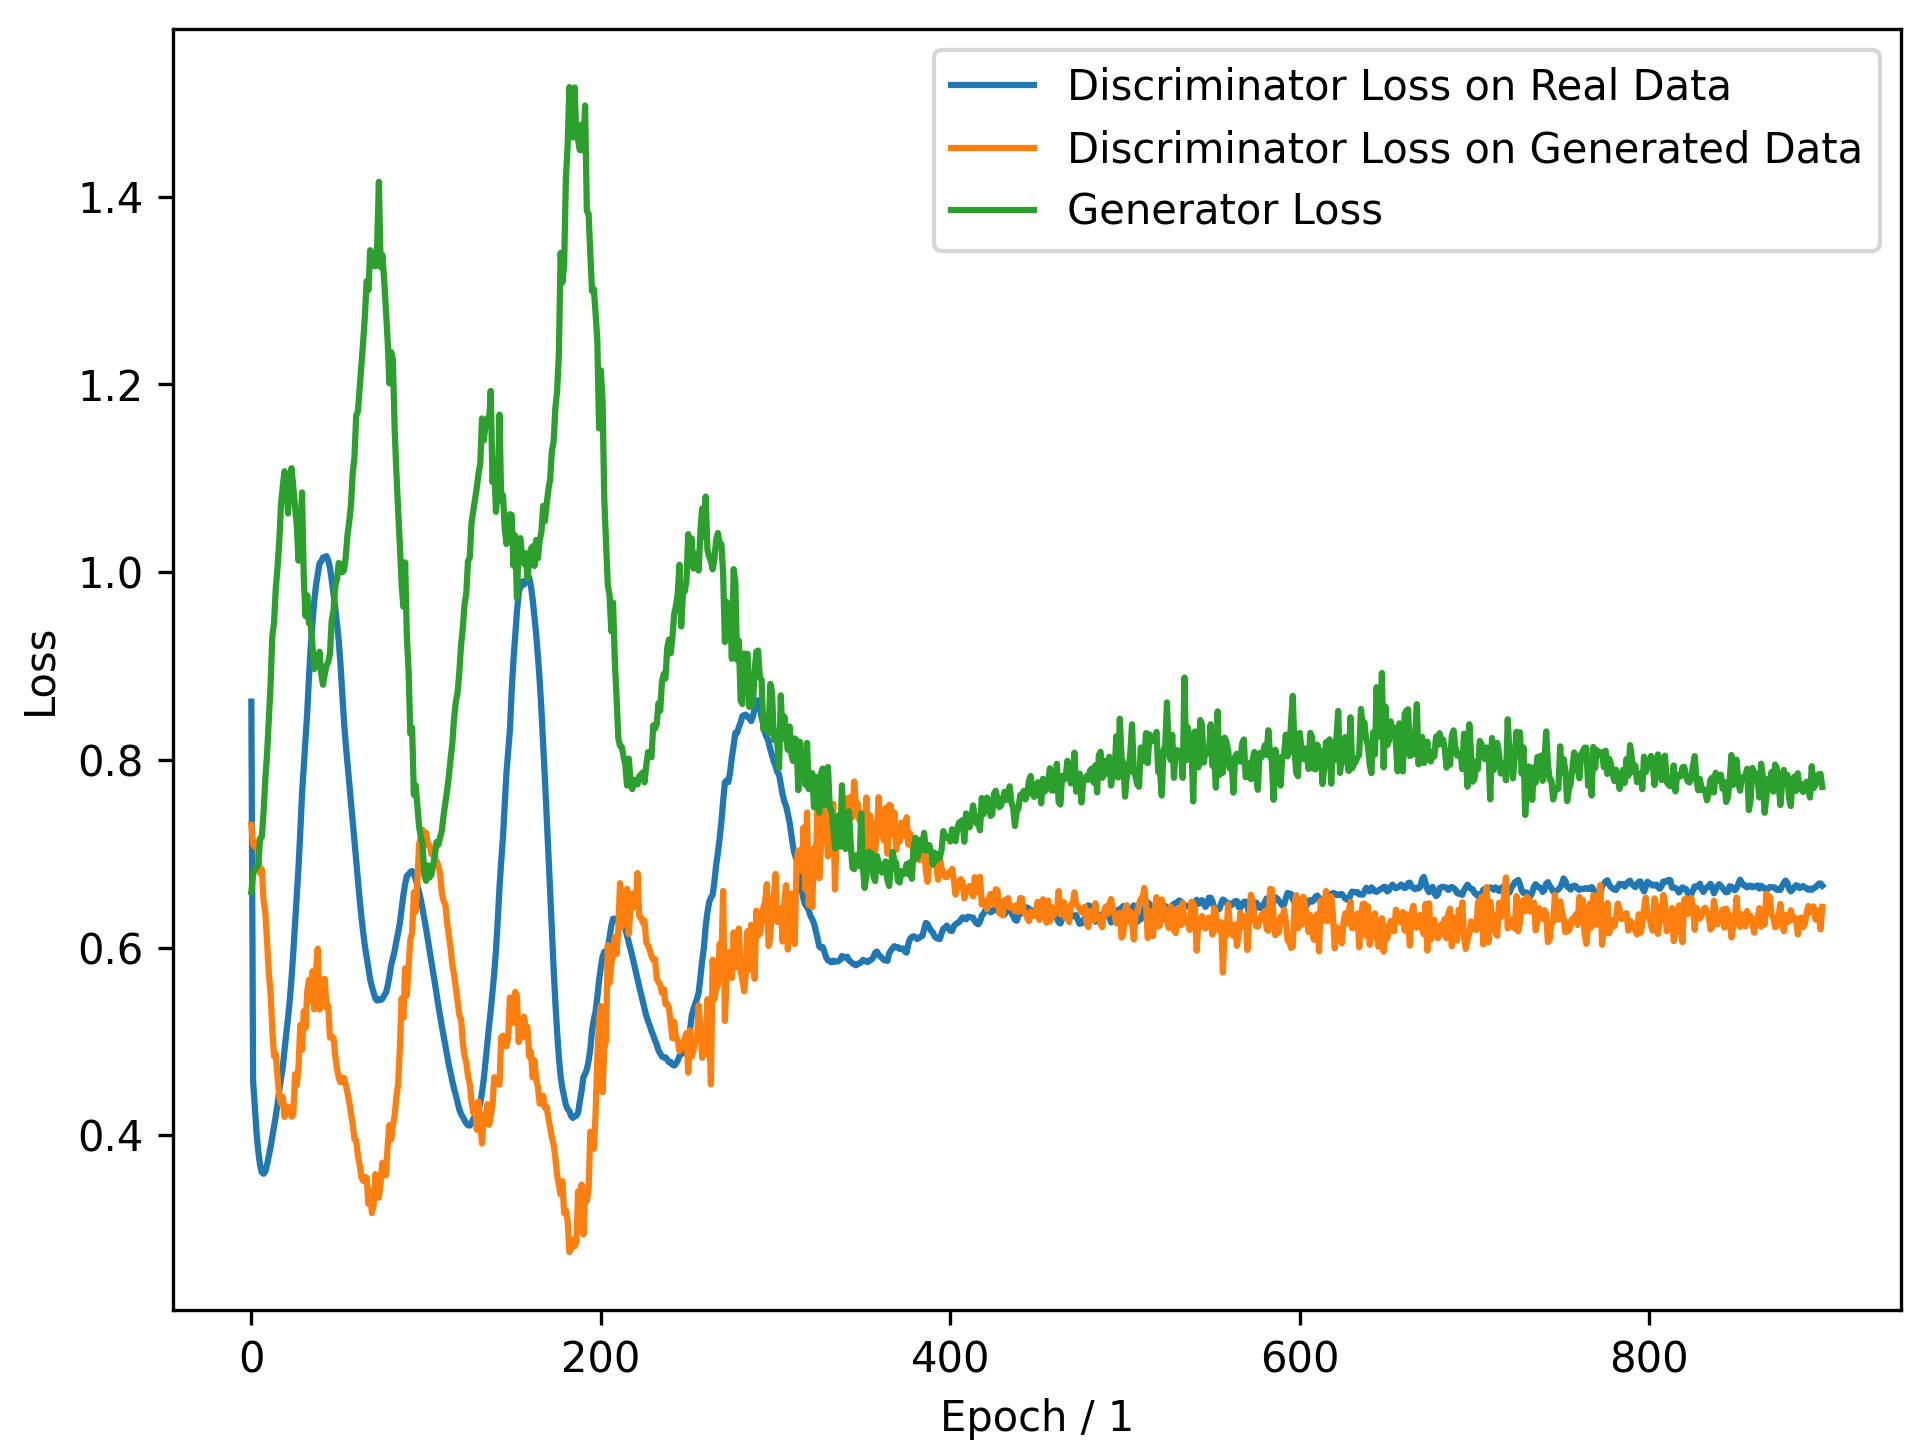 Discriminator Loss on Real Data
Discriminator Loss on Generated Data
Generator Loss
1.4
1.2
1.0
0.8
0.6
0.4
Loss
0 200 400 600 800
Epoch / 1